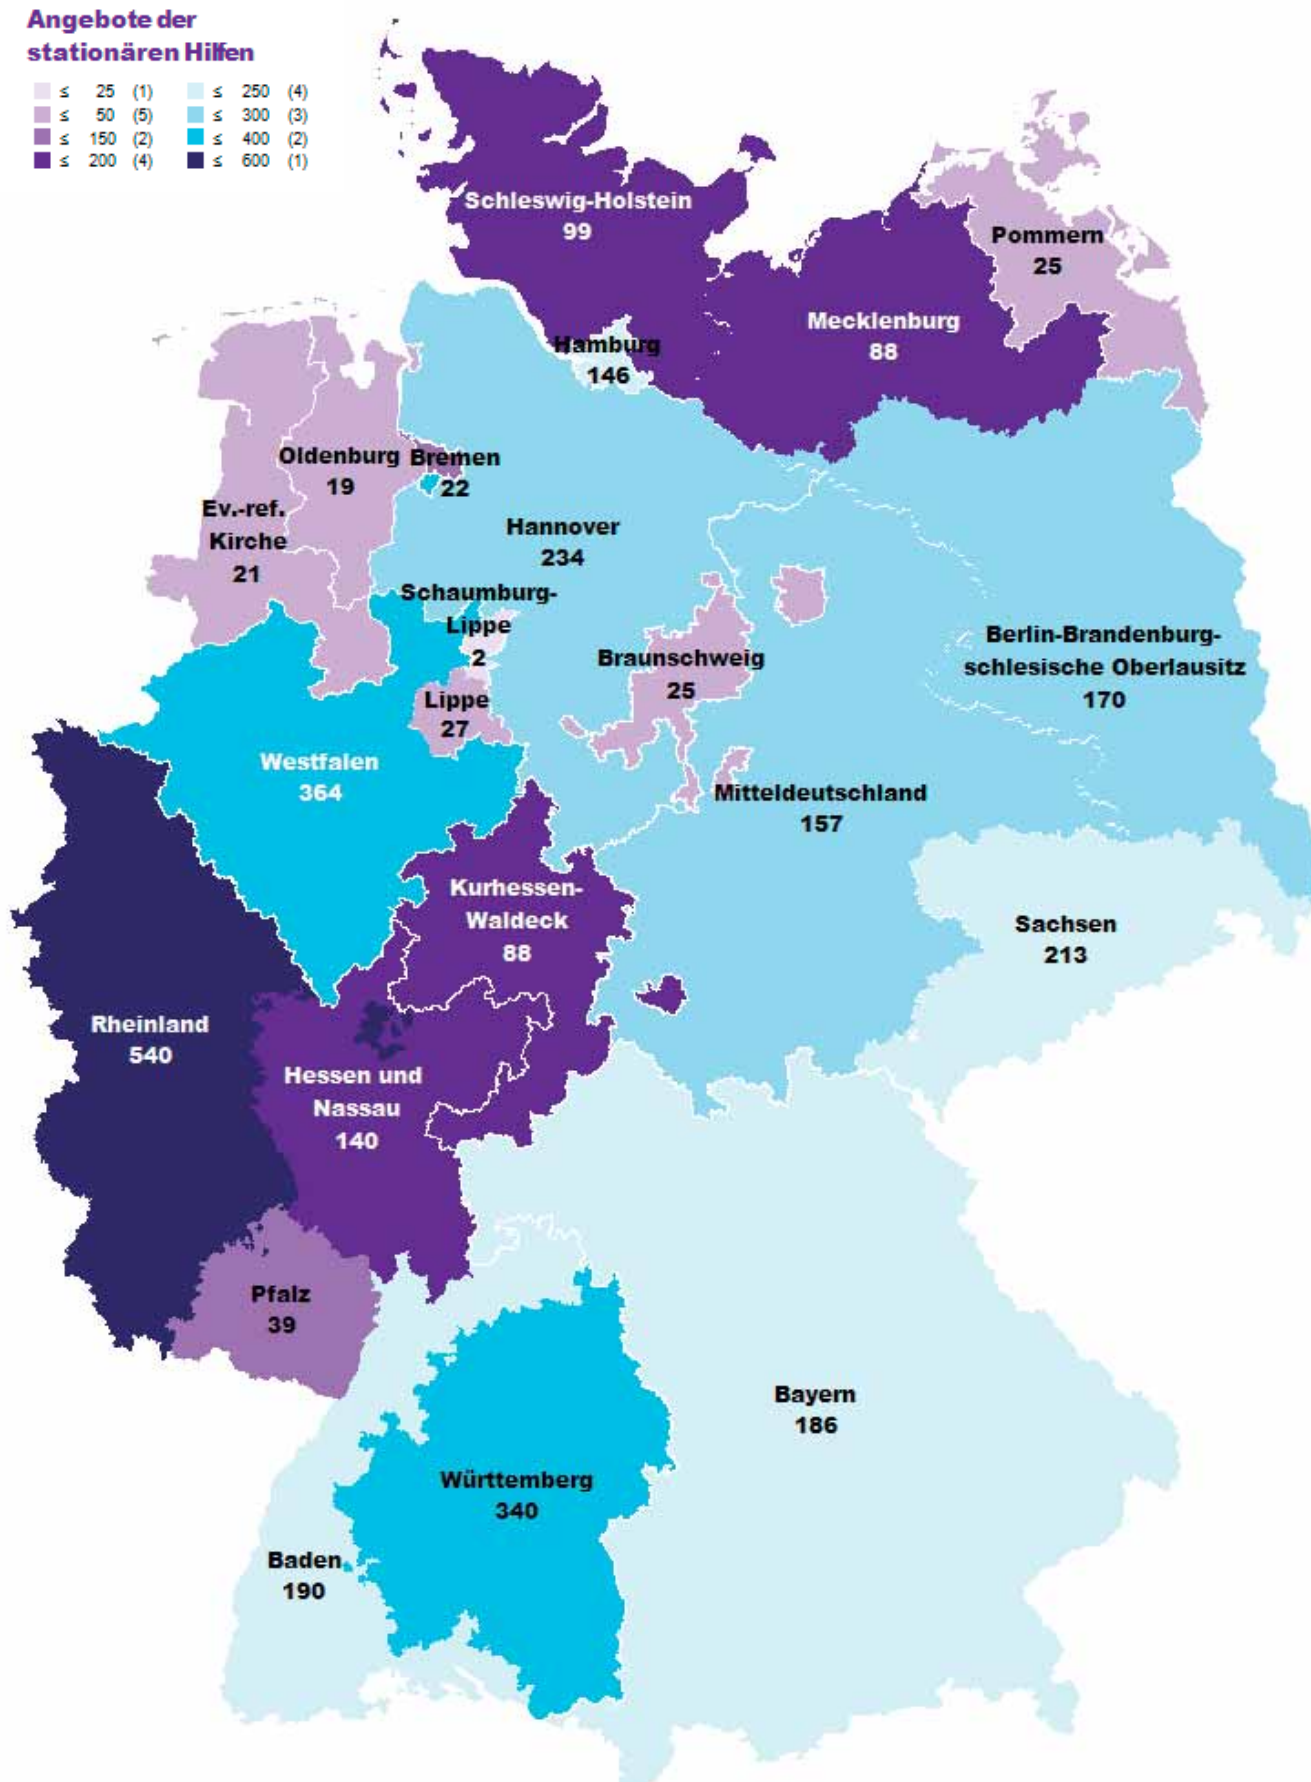 Angebote der
stationären Hilfen
≤ 25 (1) ≤ 250 (4)
≤ 50 (5) ≤ 300 (3)
≤ 150 (2) ≤ 400 (2)
≤ 200 (4) ≤ 600 (1)
Schleswig-Holstein
99
Pommern
25
Mecklenburg
88
Hamburg
146
Oldenburg
19
Bremen
22
Ev.-ref.
Kirche
21
Hannover
234
Schaumburg-
Lippe
2
Braunschweig
25
Berlin-Brandenburg-
schlesische Oberlausitz
170
Lippe
27
Westfalen
364
Mitteldeutschland
157
Kurhessen-
Waldeck
88
Sachsen
213
Rheinland
540
Hessen und
Nassau
140
Pfalz
39
Bayern
186
Württemberg
340
Baden
190